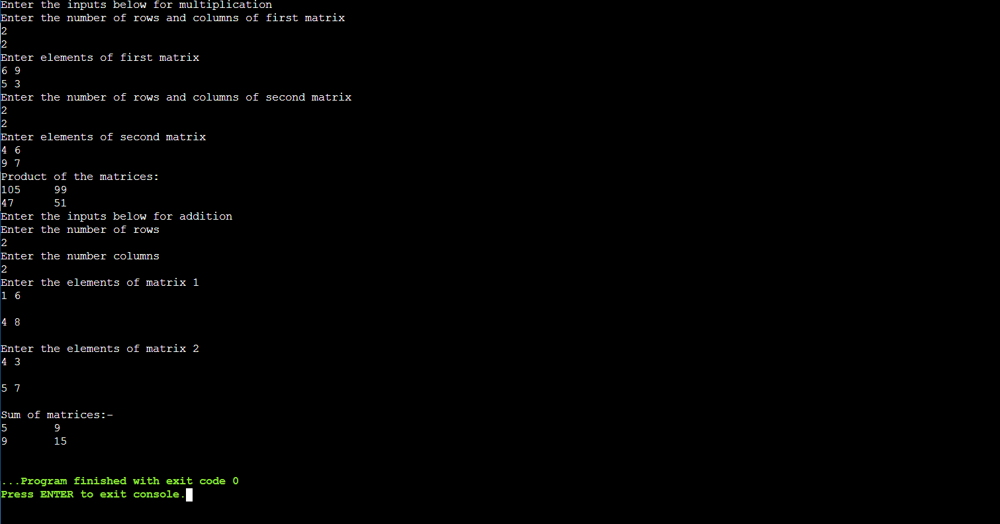 Enter the inputs below for multiplication
Enter the number of rows and columns of first matrix
2
2
Enter elements of first matrix
6 9
5 3
Enter the number of rows and columns of second matrix
2
2
Enter elements of second matrix
4 6
9 7
Product of the matrices:
105     99
47      51
Enter the inputs below for addition
Enter the number of rows
2
Enter the number columns
2
Enter the elements of matrix 1
1 6
4 8
Enter the elements of matrix 2
4 3
5 7
Sum of matrices:-
5       9
9       15
...Program finished with exit code 0
Press ENTER to exit console.